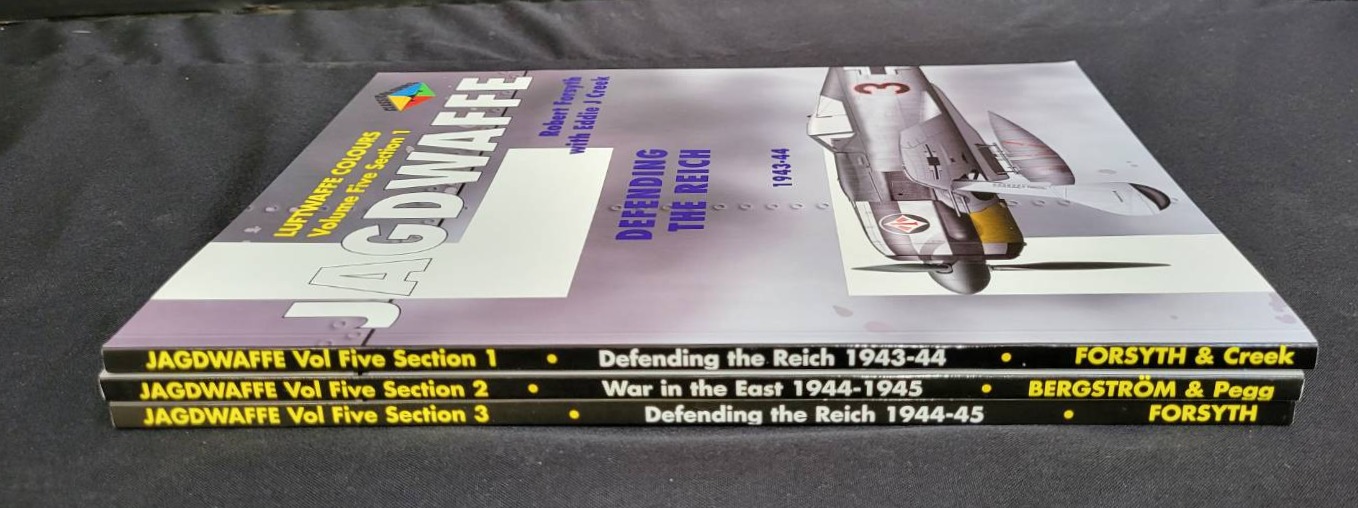 LUFTWAFFE COLOURS
Volume Five Section 1
JAGDWAFFE
Robert Forsyth
with Eddie J Creek
DEFENDING
THE REICH
1943-44
3
JAGDWAFFE Vol Five Section 1 • Defending the Reich 1943-44 • FORSYTH & Creek
JAGDWAFFE Vol Five Section 2 • War in the East 1944-1945 • BERGSTRÖM & Pegg
JAGDWAFFE Vol Five Section 3 • Defending the Reich 1944-45 • FORSYTH